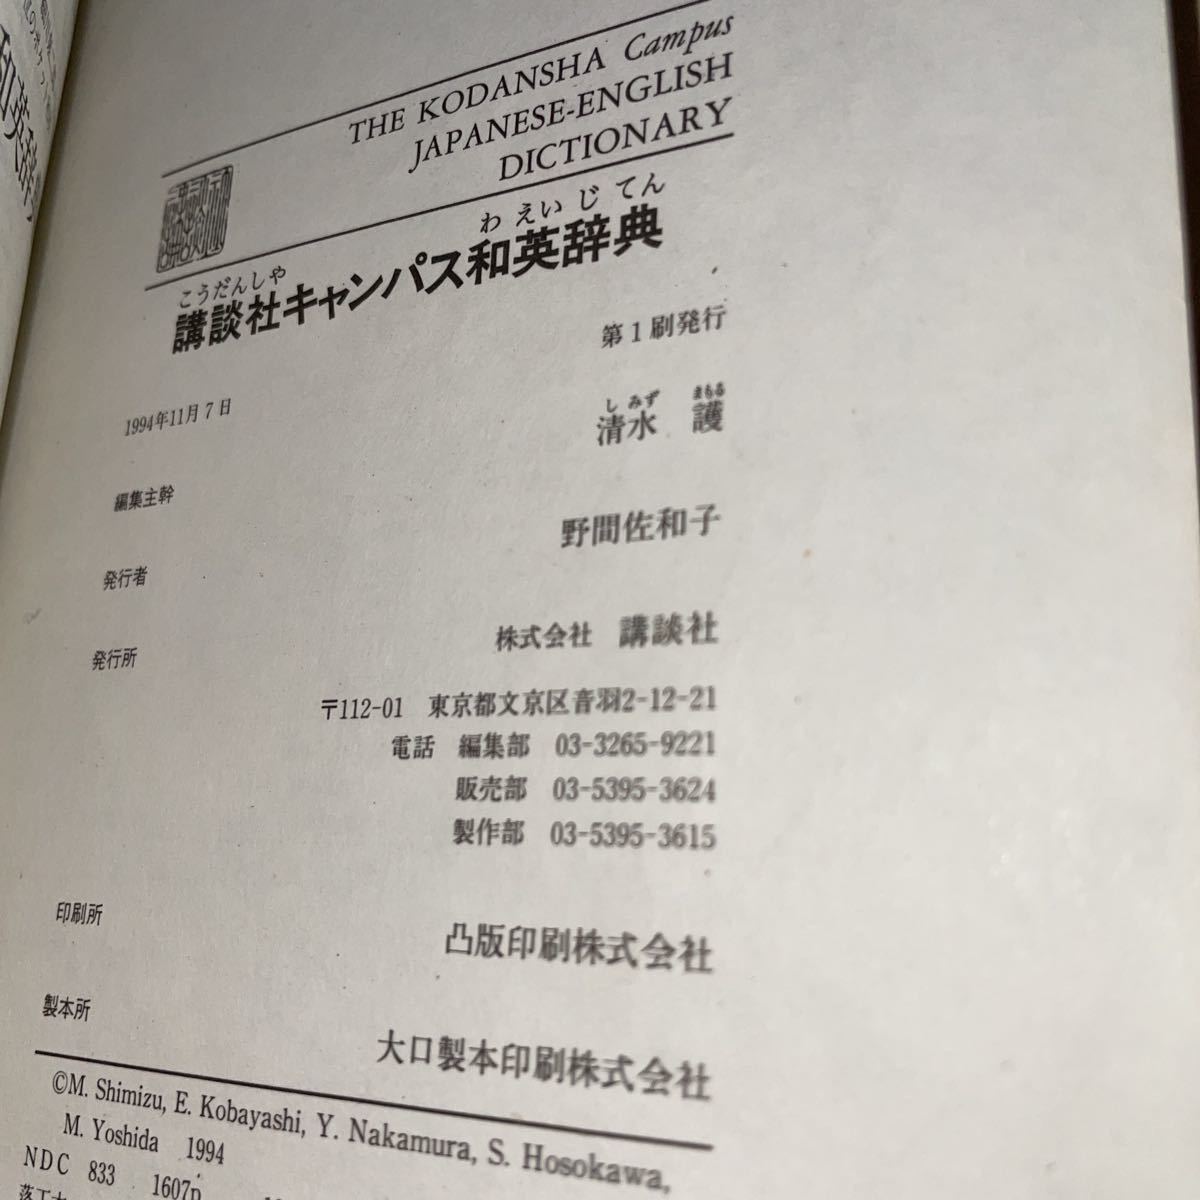 和英辞典
THE KODANSHA Campus
JAPANESE-ENGLISH
DICTIONARY
こうだんしゃ わえいじてん
講談社キャンパス和英辞典
1994年11月7日 第1刷発行
しみず まもる
編集主幹 清水 護
発行者 野間佐和子
発行所 株式会社 講談社
〒112-01 東京都文京区音羽2-12-21
電話 編集部 03-3265-9221
販売部 03-5395-3624
製作部 03-5395-3615
印刷所 凸版印刷株式会社
製本所 大口製本印刷株式会社
©M. Shimizu, E. Kobayashi, Y. Nakamura, S. Hosokawa,
M. Yoshida 1994
NDC 833 1607p